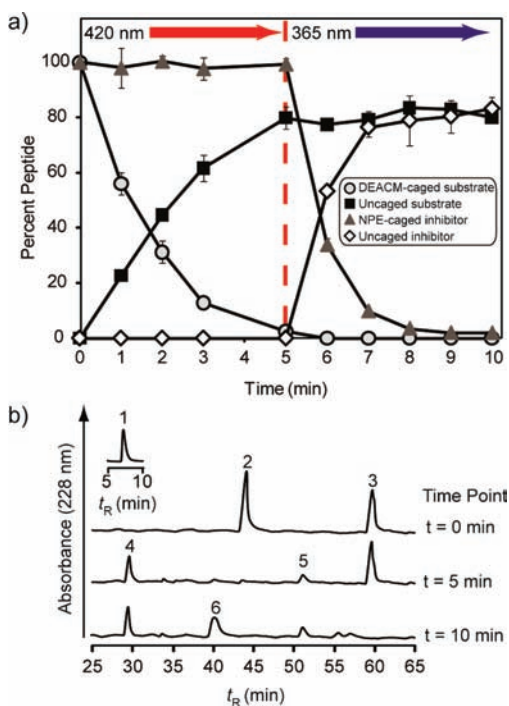 a)
420 nm 365 nm
100
80
60
40
20
0
Percent Peptide
DEACM-caged substrate
Uncaged substrate
NPE-caged inhibitor
Uncaged inhibitor
0 1 2 3 4 5 6 7 8 9 10
Time (min)
b)
Absorbance (228 nm)
1
5 10
tR (min)
2
3
Time Point
t = 0 min
4
5
t = 5 min
6
t = 10 min
25 30 35 40 45 50 55 60 65
tR (min)